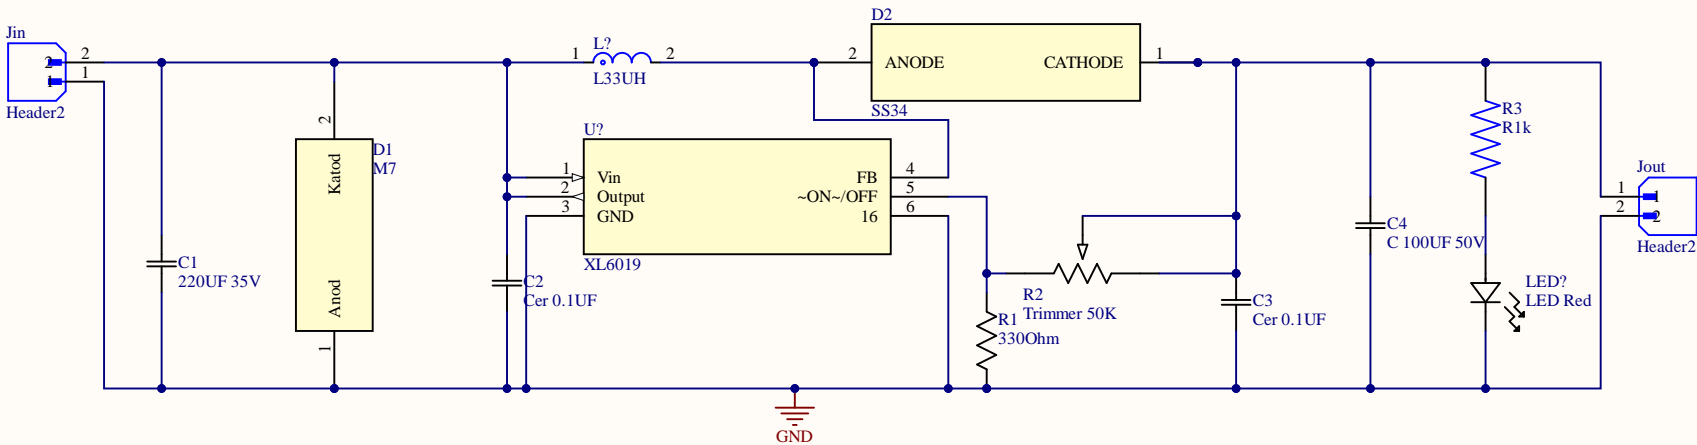 Jin
2
2
1
1
Header2
C1
220UF 35V
2
Katod
Anod
1
D1
M7
L?
1
2
L33UH
D2
2
ANODE
CATHODE
1
SS34
U?
1
Vin
2
Output
3
GND
FB
4
~ON~/OFF
5
16
6
XL6019
C2
Cer 0.1UF
R2
Trimmer 50K
R1
330Ohm
C3
Cer 0.1UF
C4
C 100UF 50V
R3
R1k
LED?
LED Red
Jout
1
1
2
2
Header2
GND